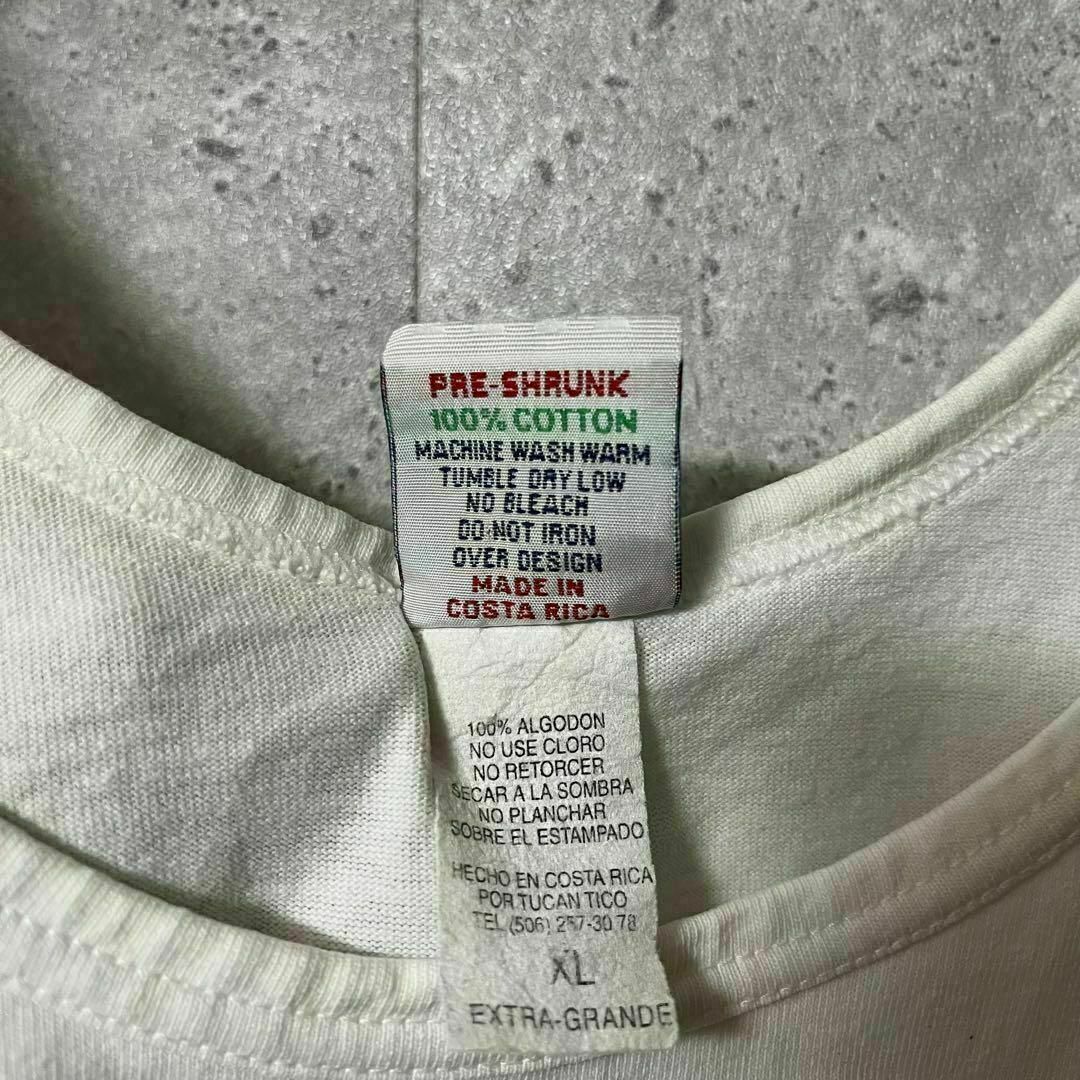 PRE-SHRUNK
100% COTTON
MACHINE WASH WARM
TUMBLE DRY LOW
NO BLEACH
DO NOT IRON
OVER DESIGN
MADE IN
COSTA RICA
100% ALGODON
NO USE CLORO
NO RETORCER
SECAR A LA SOMBRA
NO PLANCHAR
SOBRE EL ESTAMPADO
HECHO EN COSTA RICA
POR TUCAN TICO
TEL (506) 257-30 78
XL
EXTRA-GRANDE